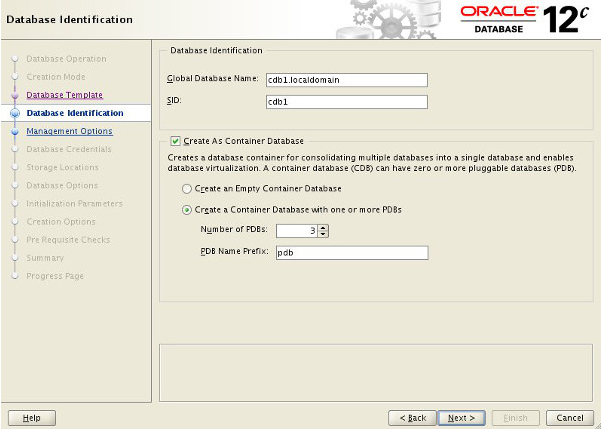 Database Identification
ORACLE
DATABASE 12c
Database Operation
Creation Mode
Database Template
Database Identification
Management Options
Database Credentials
Storage Locations
Database Options
Initialization Parameters
Creation Options
Pre Requisite Checks
Summary
Progress Page
Database Identification
Global Database Name: cdb1.localdomain
SID: cdb1
Create As Container Database
Creates a database container for consolidating multiple databases into a single database and enables
database virtualization. A container database (CDB) can have zero or more pluggable databases (PDB).
Create an Empty Container Database
Create a Container Database with one or more PDBs
Number of PDBs: 3
PDB Name Prefix: pdb
Help
< Back
Next >
Finish
Cancel